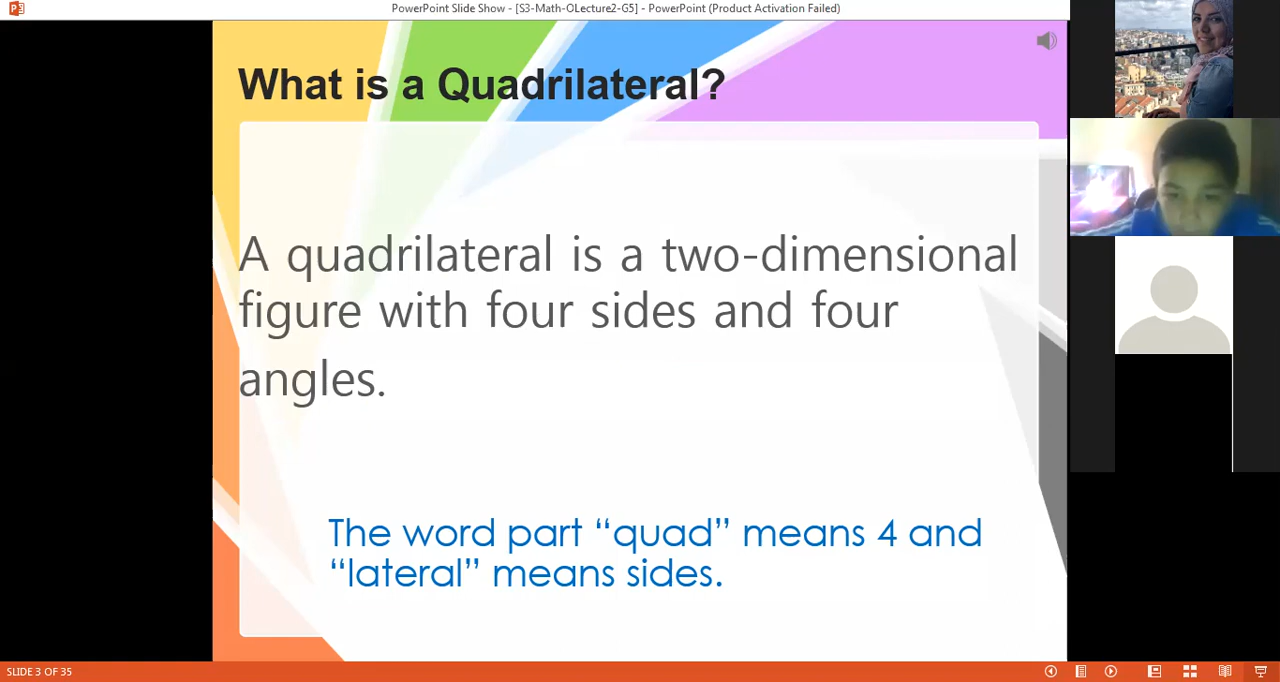 PowerPoint Slide Show - [S3-Math-OLecture2-G5] - PowerPoint (Product Activation Failed)
What is a Quadrilateral?
A quadrilateral is a two-dimensional
figure with four sides and four
angles.
The word part “quad” means 4 and
“lateral” means sides.
SLIDE 3 OF 35